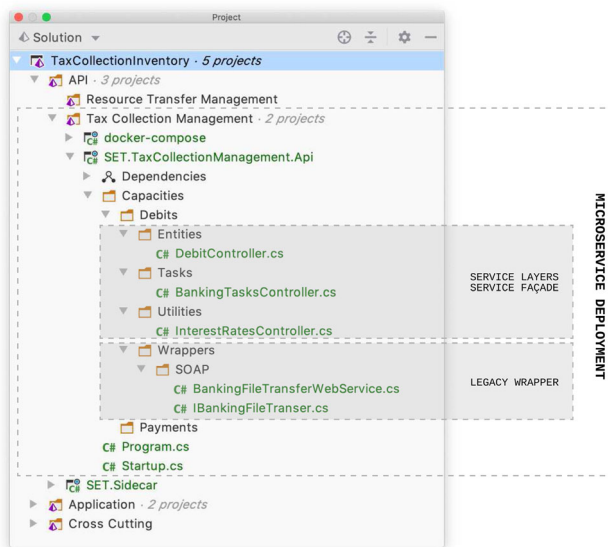 Project
Solution
TaxCollectionInventory · 5 projects
API · 3 projects
Resource Transfer Management
Tax Collection Management · 2 projects
C# docker-compose
C# SET.TaxCollectionManagement.Api
Dependencies
Capacities
Debits
Entities
C# DebitController.cs
Tasks
C# BankingTasksController.cs
Utilities
C# InterestRatesController.cs
SERVICE LAYERS
SERVICE FAÇADE
Wrappers
SOAP
C# BankingFileTransferWebService.cs
C# IBankingFileTranser.cs
LEGACY WRAPPER
Payments
C# Program.cs
C# Startup.cs
C# SET.Sidecar
Application · 2 projects
Cross Cutting
MICROSERVICE DEPLOYMENT